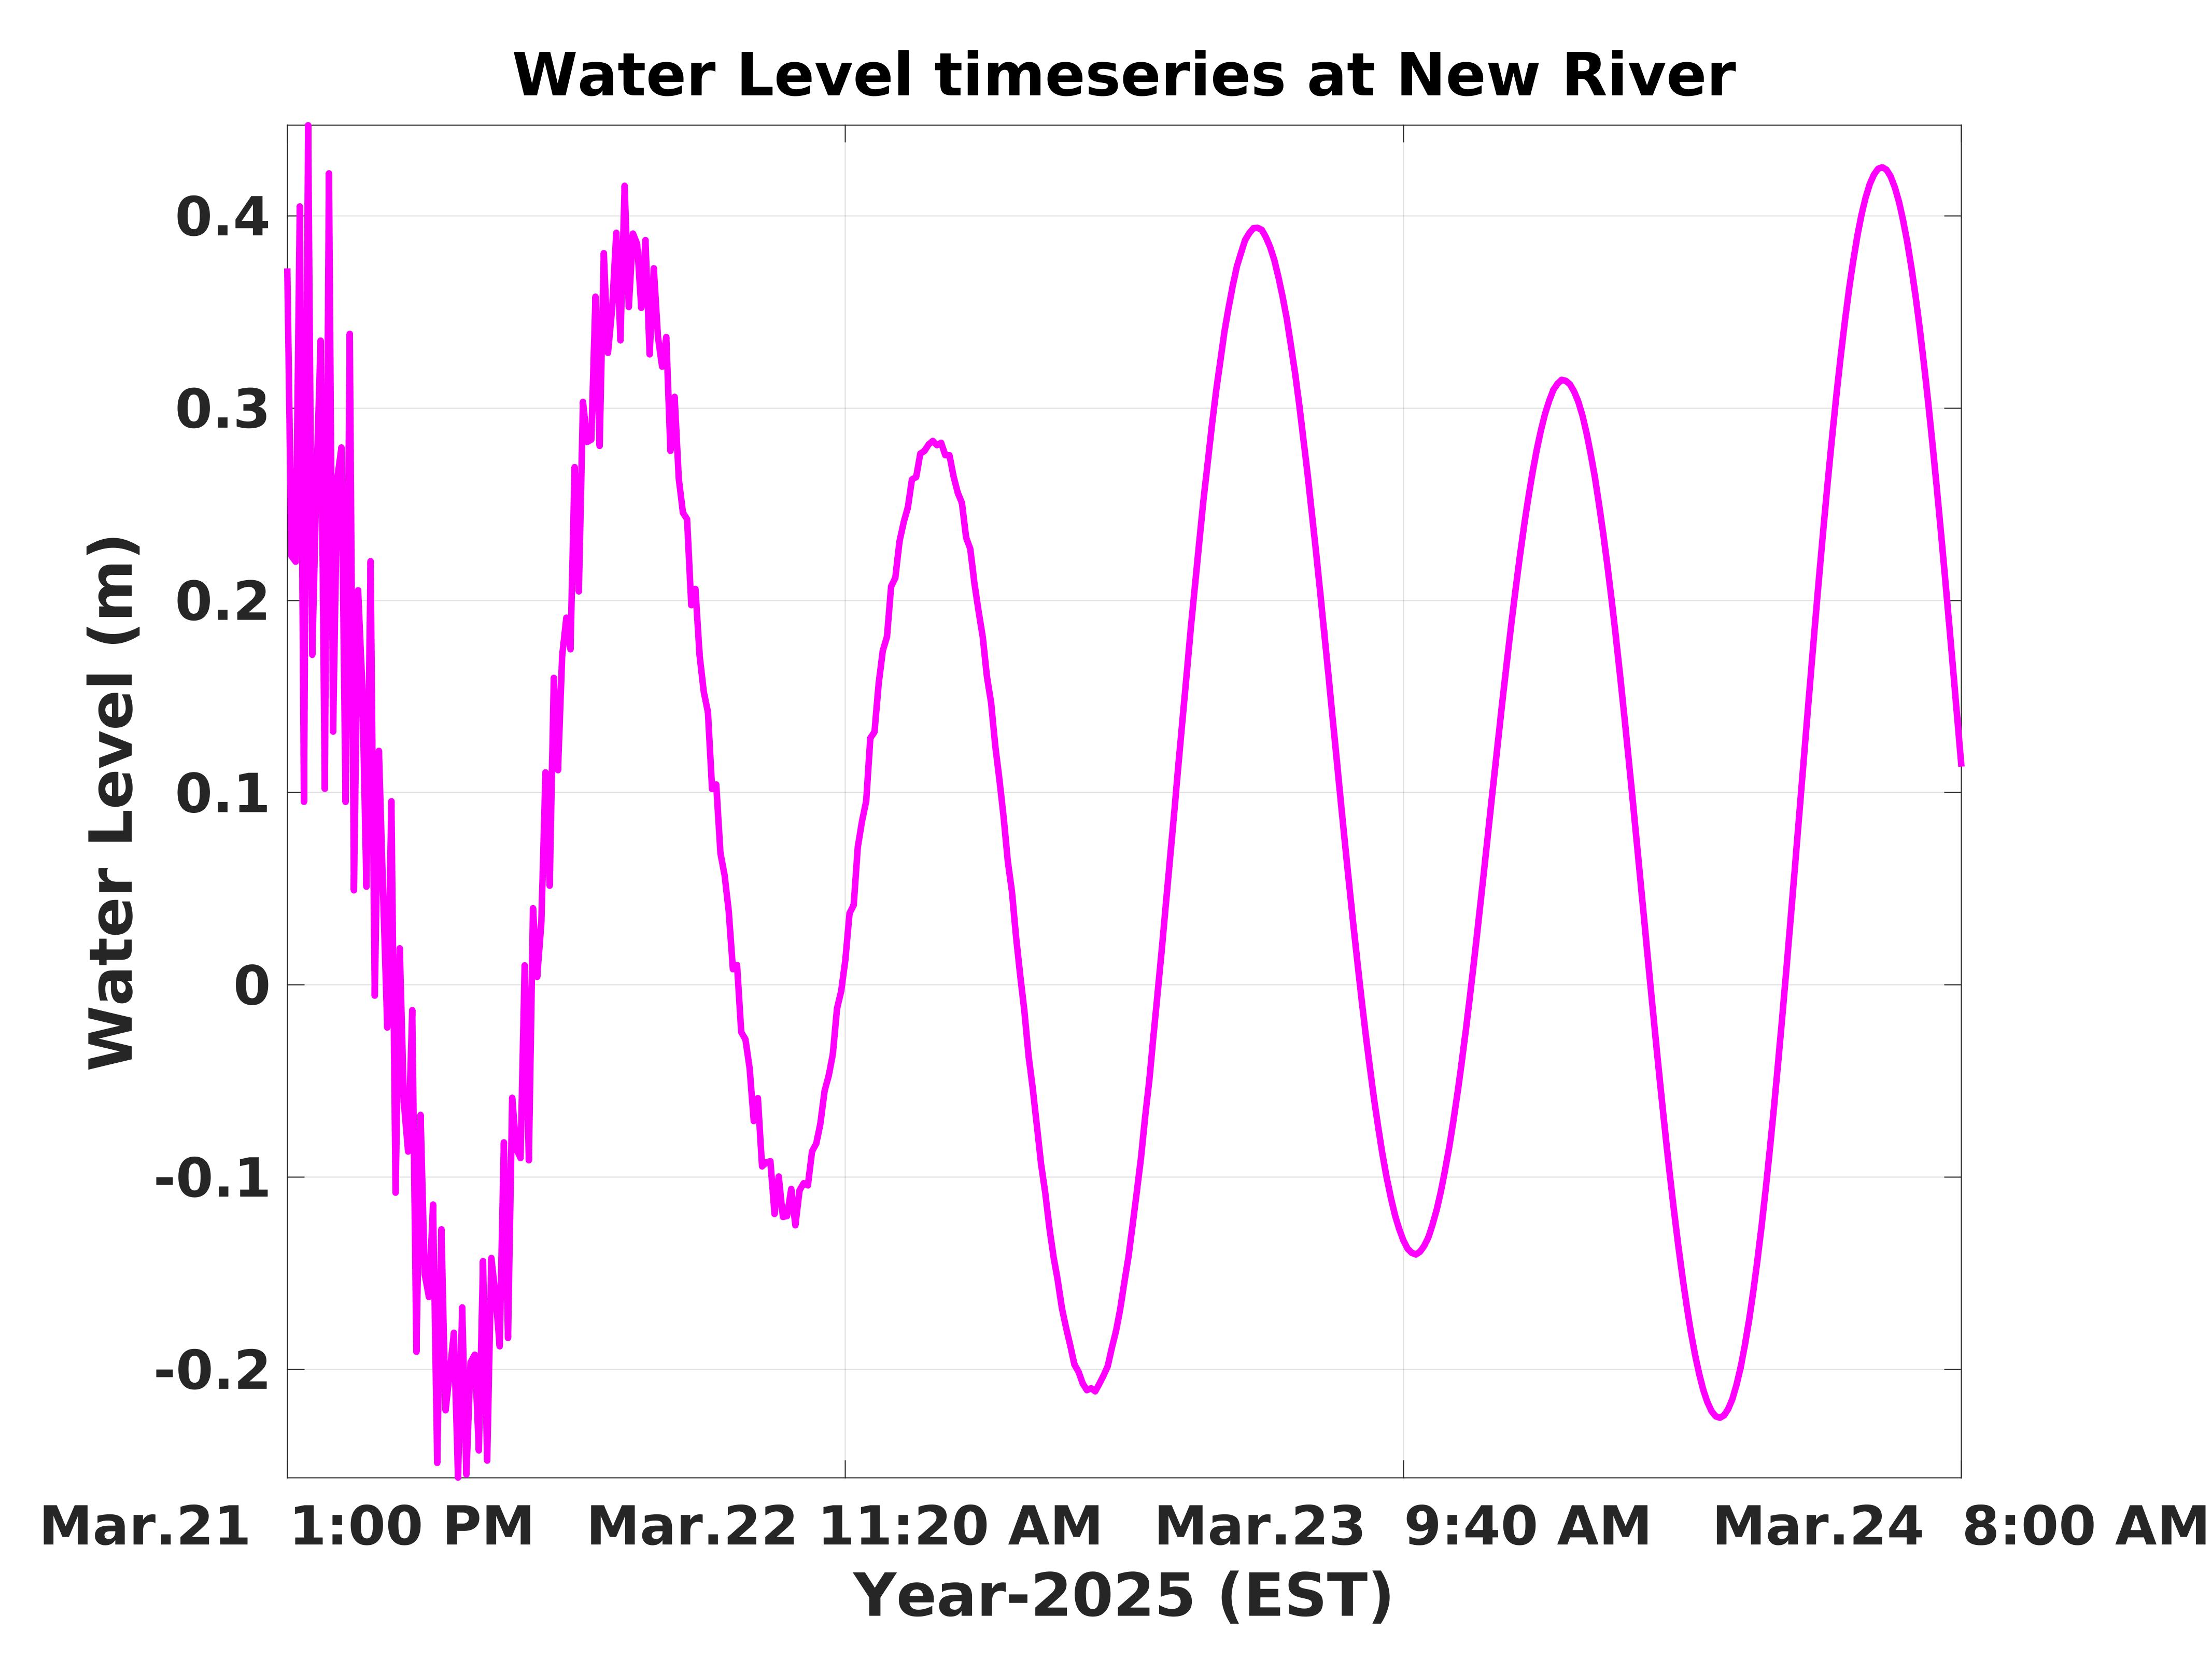 Water Level timeseries at New River
0.4
0.3
0.2
0.1
0
-0.1
-0.2
Water Level (m)
Mar.21 1:00 PM Mar.22 11:20 AM Mar.23 9:40 AM Mar.24 8:00 AM
Year-2025 (EST)